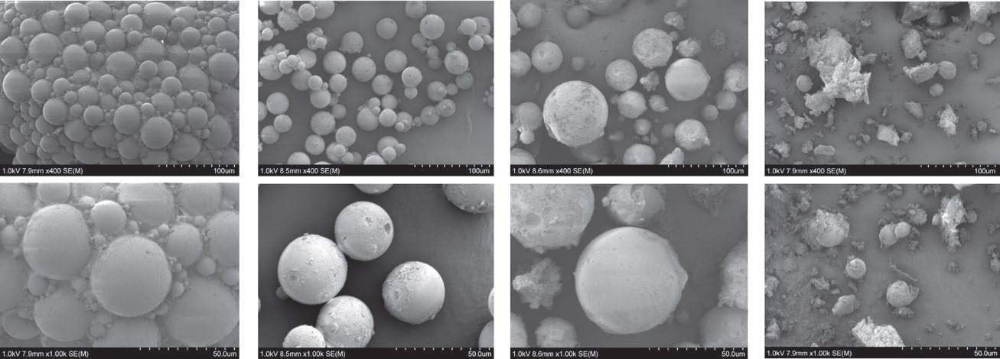 1.0kV 7.9mm x400 SE(M) 100um
1.0kV 8.5mm x400 SE(M) 100um
1.0kV 8.6mm x400 SE(M) 100um
1.0kV 7.9mm x400 SE(M) 100um
1.0kV 7.9mm x1.00k SE(M) 50.0um
1.0kV 8.5mm x1.00k SE(M) 50.0um
1.0kV 8.6mm x1.00k SE(M) 50.0um
1.0kV 7.9mm x1.00k SE(M) 50.0um